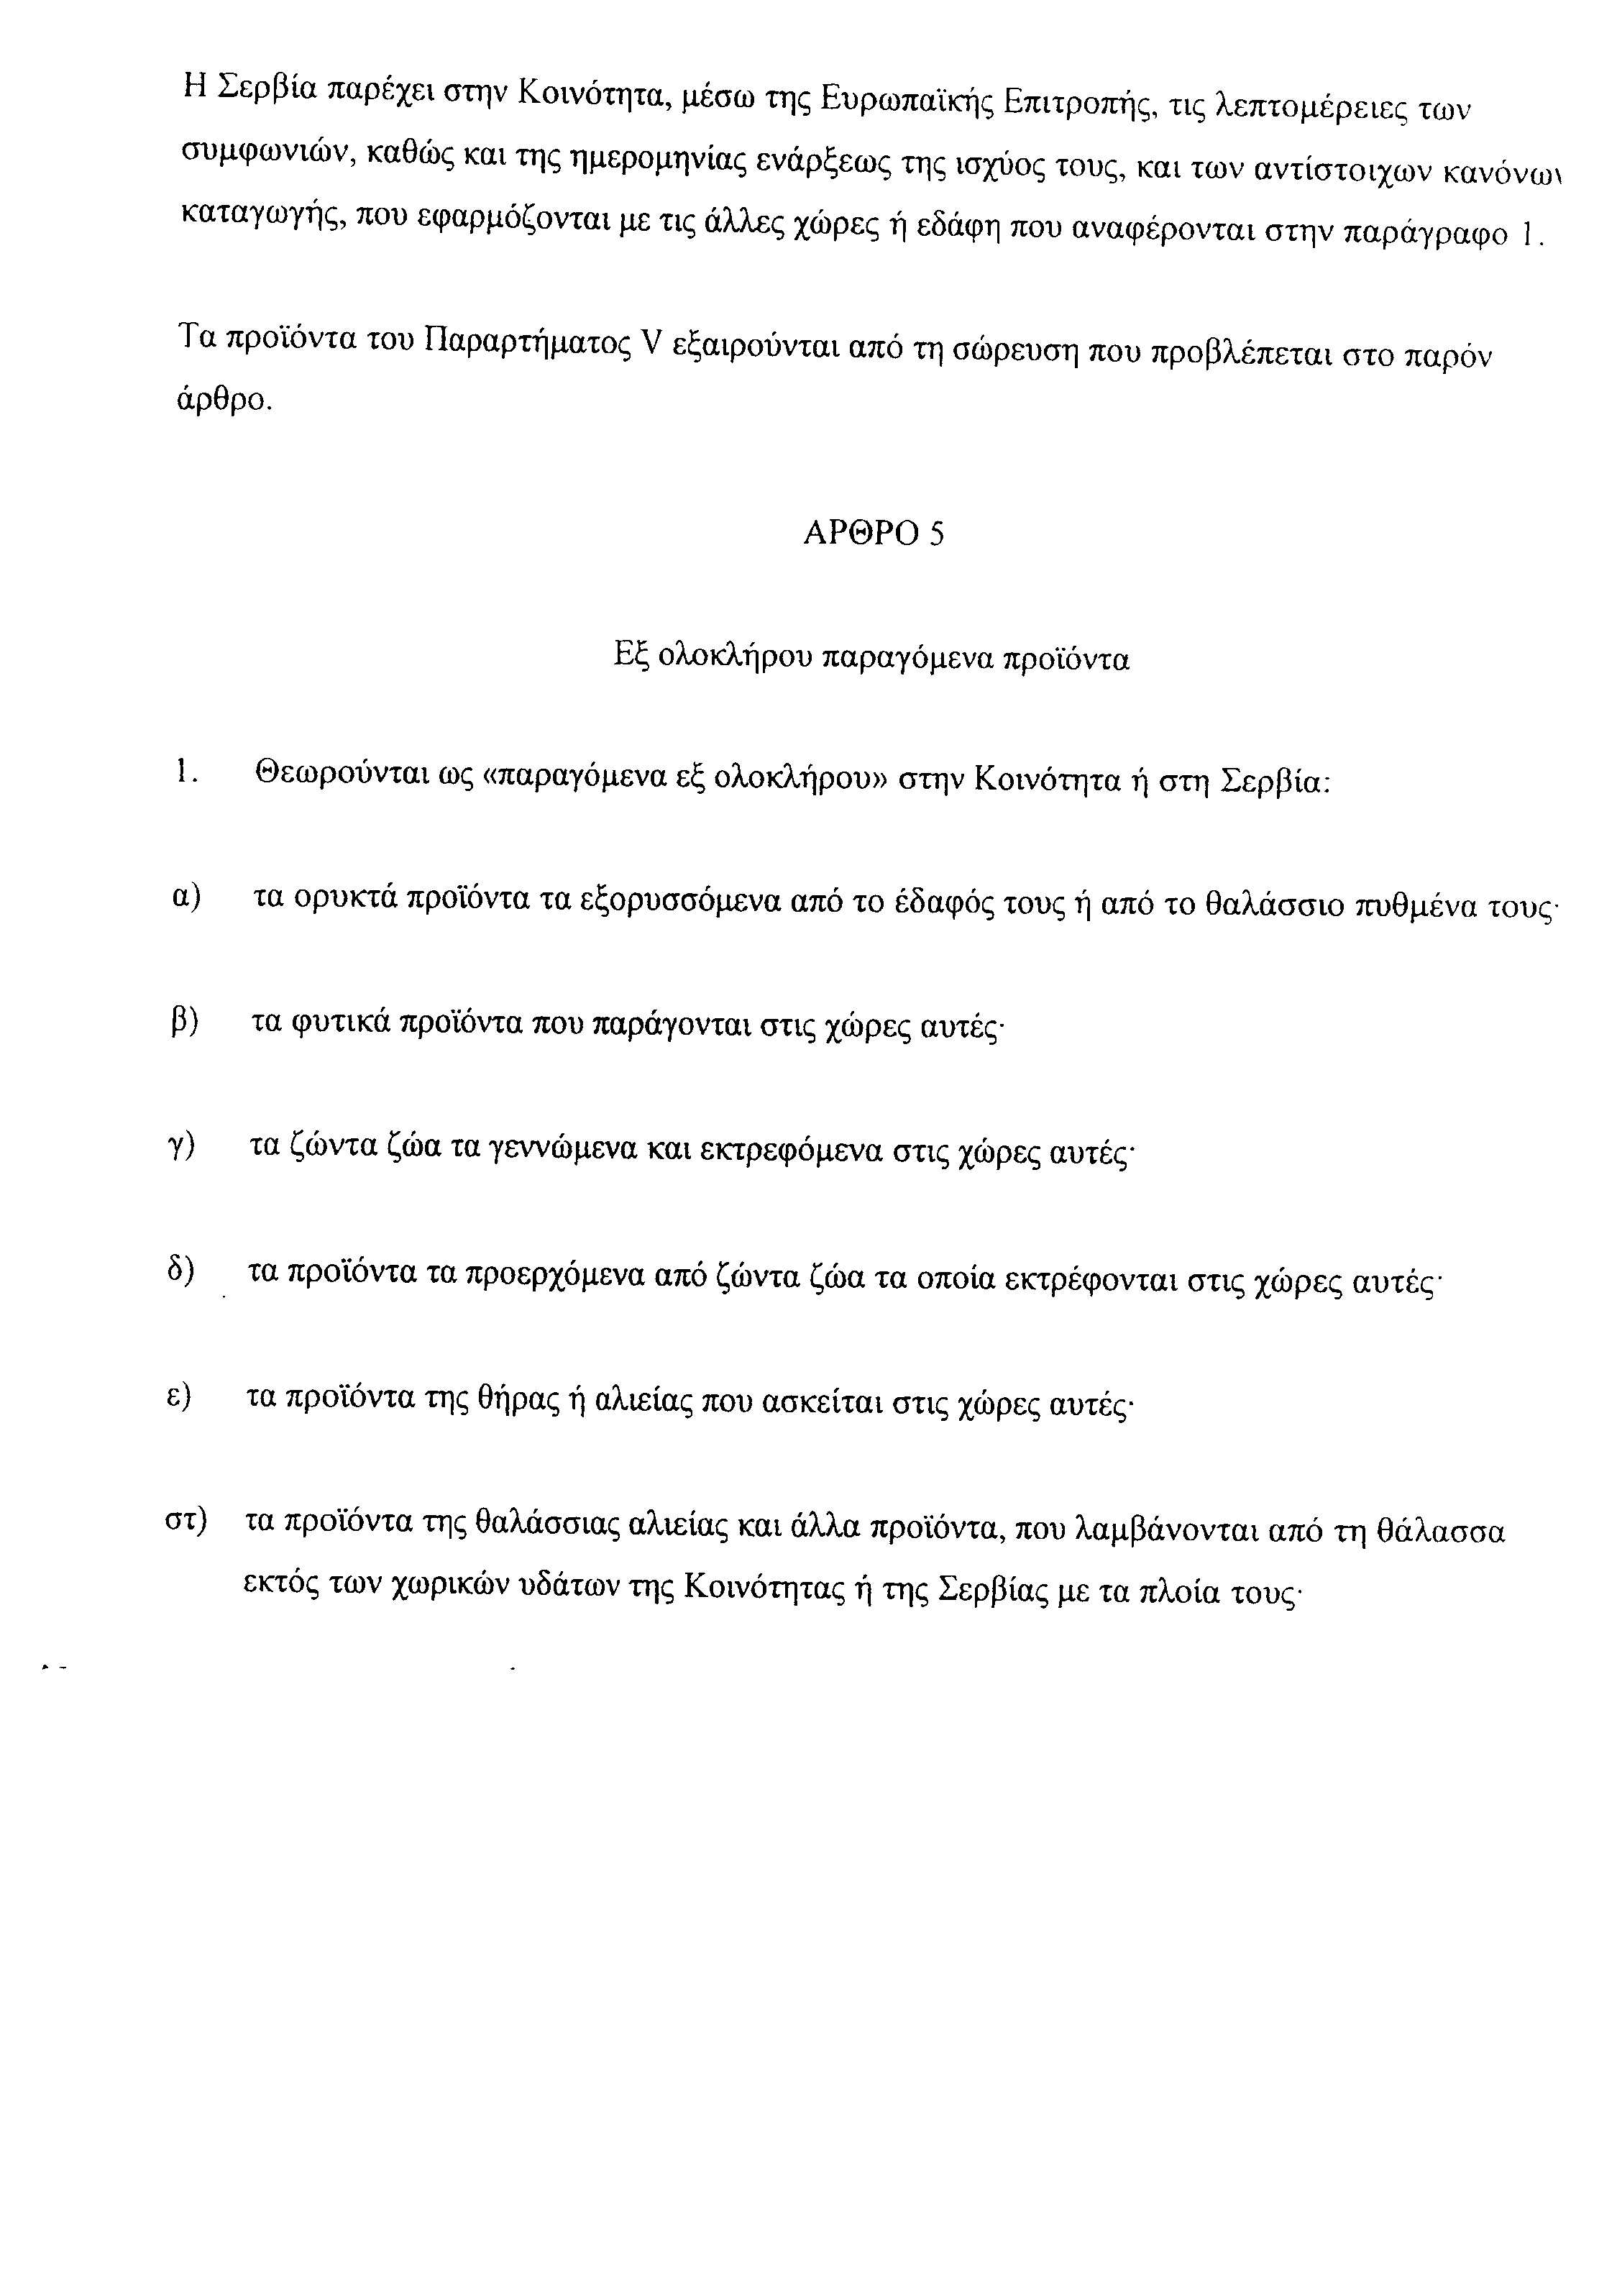 Η Σερβία παρέχει στην Κοινότητα, μέσω της Ευρωπαϊκής Επιτροπής, τις λεπτομέρειες των
συμφωνιών, καθώς και της ημερομηνίας ενάρξεως της ισχύος τους, και των αντίστοιχων κανόνων
καταγωγής, που εφαρμόζονται με τις άλλες χώρες ή εδάφη που αναφέρονται στην παράγραφο 1.
Τα προϊόντα του Παραρτήματος V εξαιρούνται από τη σώρευση που προβλέπεται στο παρόν
άρθρο.
ΑΡΘΡΟ 5
Εξ ολοκλήρου παραγόμενα προϊόντα
1. Θεωρούνται ως «παραγόμενα εξ ολοκλήρου» στην Κοινότητα ή στη Σερβία:
α) τα ορυκτά προϊόντα τα εξορυσσόμενα από το έδαφός τους ή από το θαλάσσιο πυθμένα τους·
β) τα φυτικά προϊόντα που παράγονται στις χώρες αυτές·
γ) τα ζώντα ζώα τα γεννώμενα και εκτρεφόμενα στις χώρες αυτές·
δ) τα προϊόντα τα προερχόμενα από ζώντα ζώα τα οποία εκτρέφονται στις χώρες αυτές·
ε) τα προϊόντα της θήρας ή αλιείας που ασκείται στις χώρες αυτές·
στ) τα προϊόντα της θαλάσσιας αλιείας και άλλα προϊόντα, που λαμβάνονται από τη θάλασσα
εκτός των χωρικών υδάτων της Κοινότητας ή της Σερβίας με τα πλοία τους·